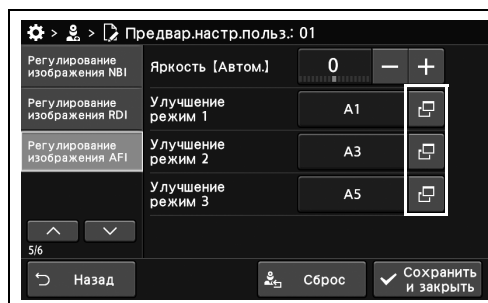 > > Предвар.настр.польз.: 01
Регулирование
изображения NBI
Яркость [Автом.]
0
Регулирование
изображения RDI
Улучшение
режим 1
A1
Регулирование
изображения AFI
Улучшение
режим 2
A3
Улучшение
режим 3
A5
5/6
Назад
Сброс
Сохранить
и закрыть